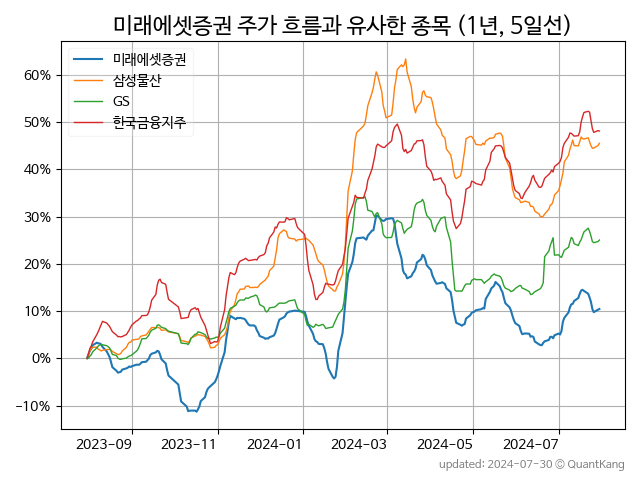 미래에셋증권 주가 흐름과 유사한 종목 (1년, 5일선)
미래에셋증권
삼성물산
GS
한국금융지주
60%
50%
40%
30%
20%
10%
0%
−10%
2023-09
2023-11
2024-01
2024-03
2024-05
2024-07
updated: 2024-07-30 © QuantKang